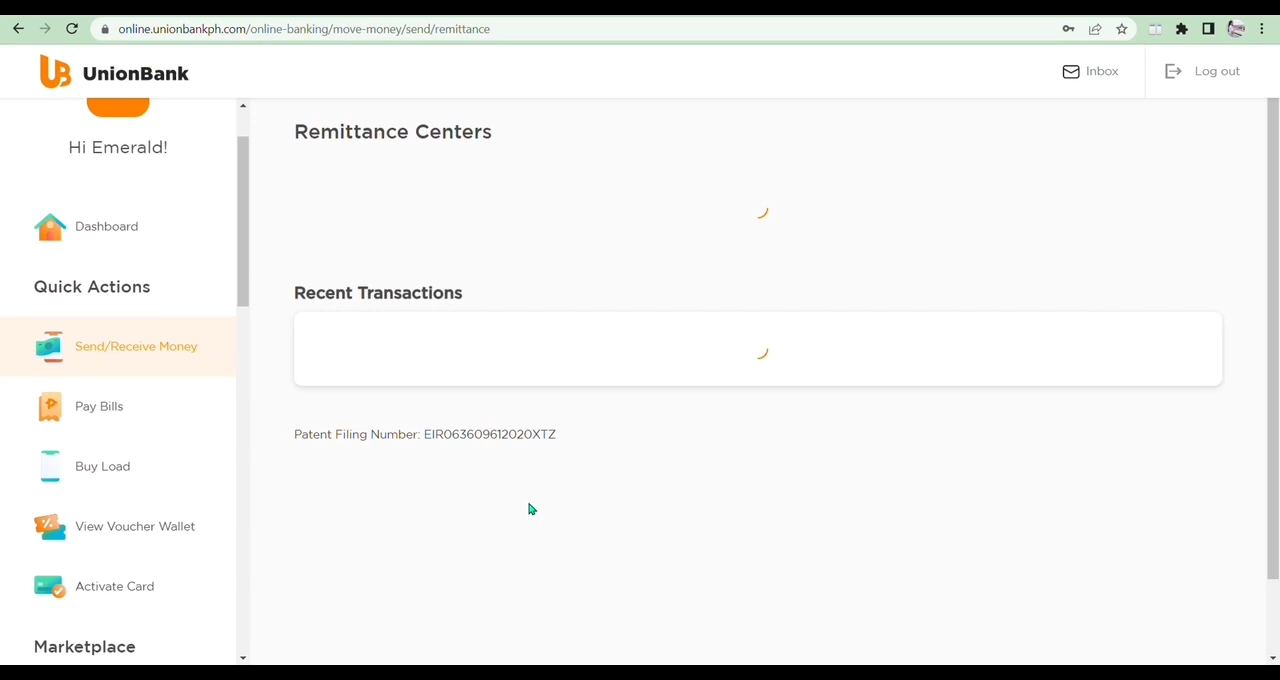 online.unionbankph.com/online-banking/move-money/send/remittance
UB UnionBank
Inbox
Log out
Hi Emerald!
Dashboard
Quick Actions
Send/Receive Money
Pay Bills
Buy Load
View Voucher Wallet
Activate Card
Marketplace
Remittance Centers
Recent Transactions
Patent Filing Number: EIR063609612020XTZ